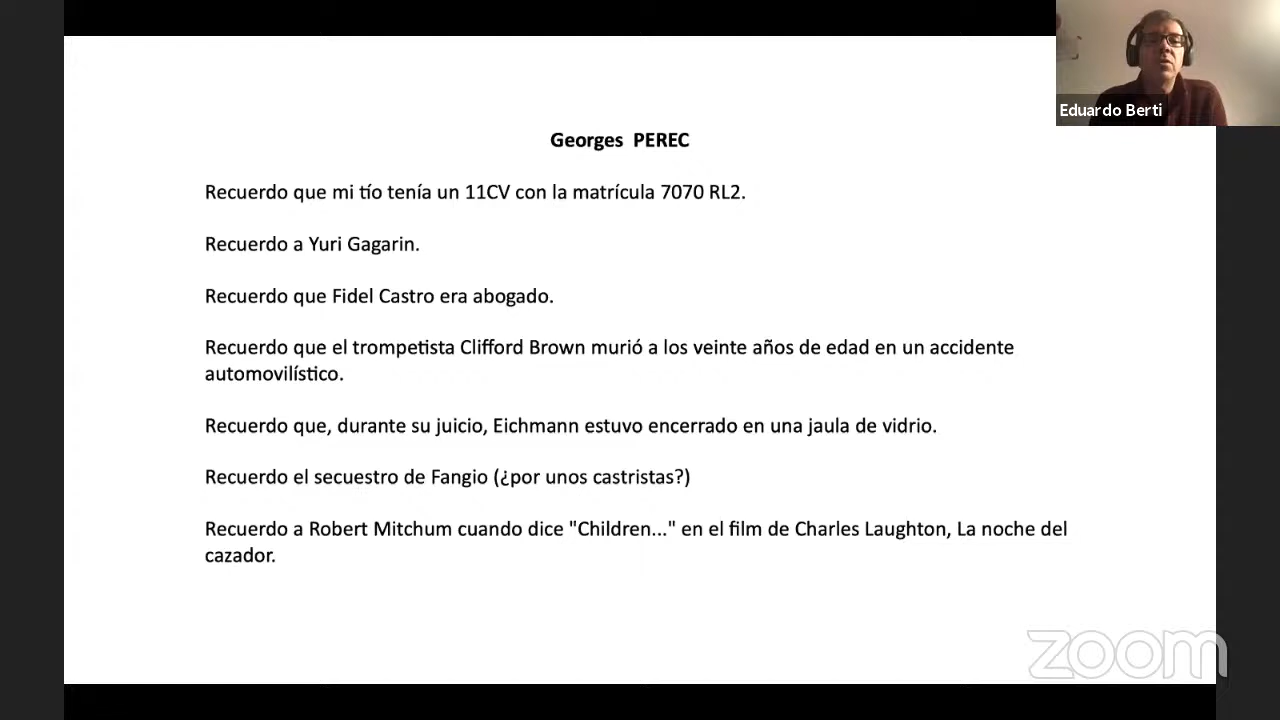 Eduardo Berti
Georges PEREC
Recuerdo que mi tío tenía un 11CV con la matrícula 7070 RL2.
Recuerdo a Yuri Gagarin.
Recuerdo que Fidel Castro era abogado.
Recuerdo que el trompetista Clifford Brown murió a los veinte años de edad en un accidente
automovilístico.
Recuerdo que, durante su juicio, Eichmann estuvo encerrado en una jaula de vidrio.
Recuerdo el secuestro de Fangio (¿por unos castristas?)
Recuerdo a Robert Mitchum cuando dice "Children..." en el film de Charles Laughton, La noche del
cazador.
zoom